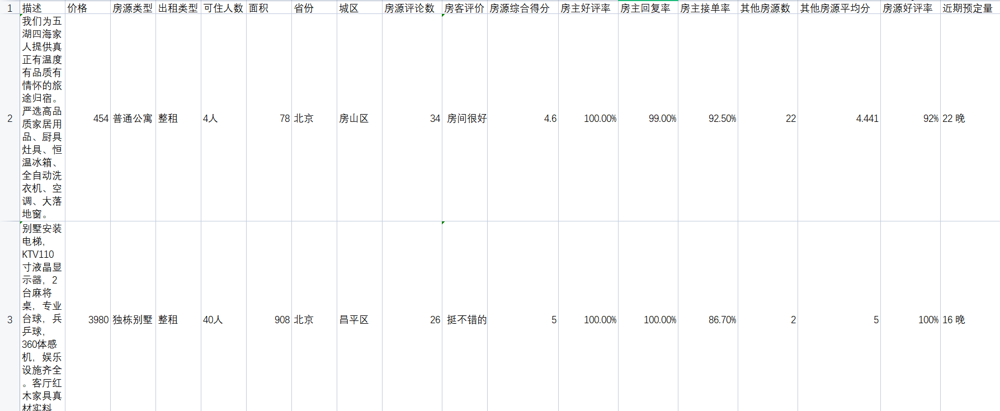 1 描述 价格 房源类型 出租类型 可住人数 面积 省份 城区 房源评论数 房客评价 房源综合得分 房主好评率 房主回复率 房主接单率 其他房源数 其他房源平均分 房源好评率 近期预定量
我们为五
湖四海家
人提供真
正有温度
有品质有
情怀的旅
途归宿。
严选高品
质家居用
品、厨具
灶具、恒
温冰箱、
全自动洗
衣机、空
调、大落
地窗。
2 454 普通公寓 整租 4人 78 北京 房山区 34 房间很好 4.6 100.00% 99.00% 92.50% 22 4.441 92% 22 晚
别墅安装
电梯,
KTV110
寸液晶显
示器, 2
台麻将
桌, 专业
台球, 兵
乒球,
360体感
机, 娱乐
设施齐全
。客厅红
木家具真
材实料
3 3980 独栋别墅 整租 40人 908 北京 昌平区 26 挺不错的 5 100.00% 100.00% 86.70% 2 5 100% 16 晚